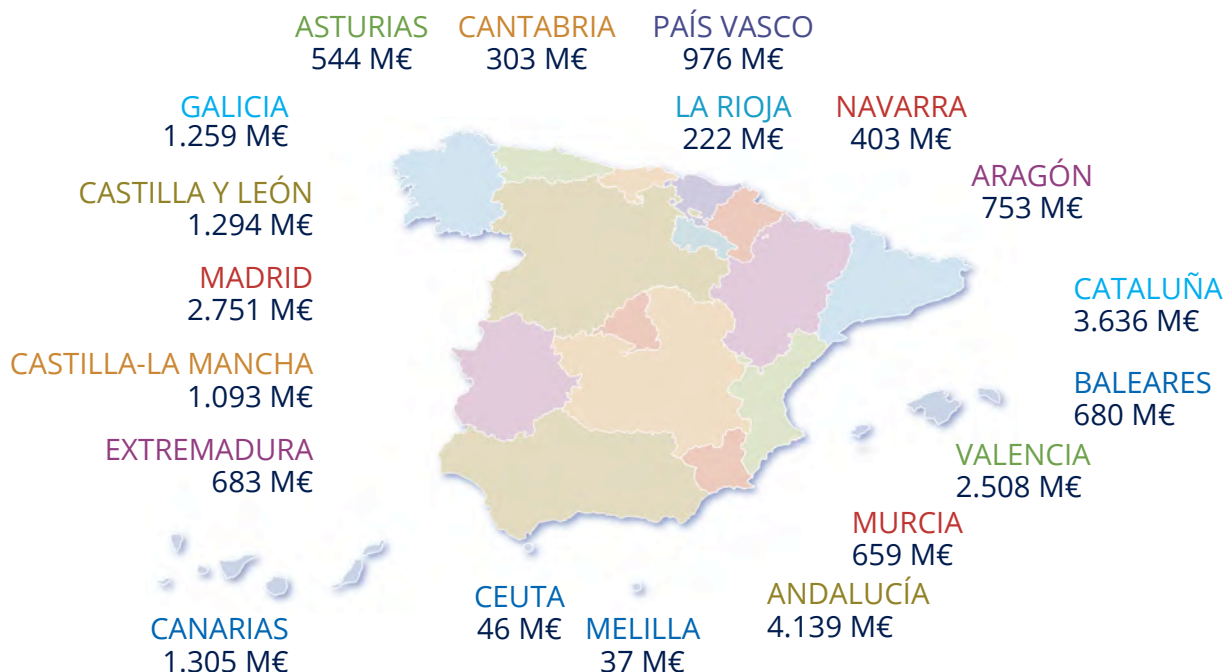 ASTURIAS
544 M€
CANTABRIA
303 M€
PAÍS VASCO
976 M€
GALICIA
1.259 M€
LA RIOJA
222 M€
NAVARRA
403 M€
ARAGÓN
753 M€
CASTILLA Y LEÓN
1.294 M€
MADRID
2.751 M€
CATALUÑA
3.636 M€
CASTILLA-LA MANCHA
1.093 M€
BALEARES
680 M€
EXTREMADURA
683 M€
VALENCIA
2.508 M€
MURCIA
659 M€
ANDALUCÍA
4.139 M€
CEUTA
46 M€
MELILLA
37 M€
CANARIAS
1.305 M€